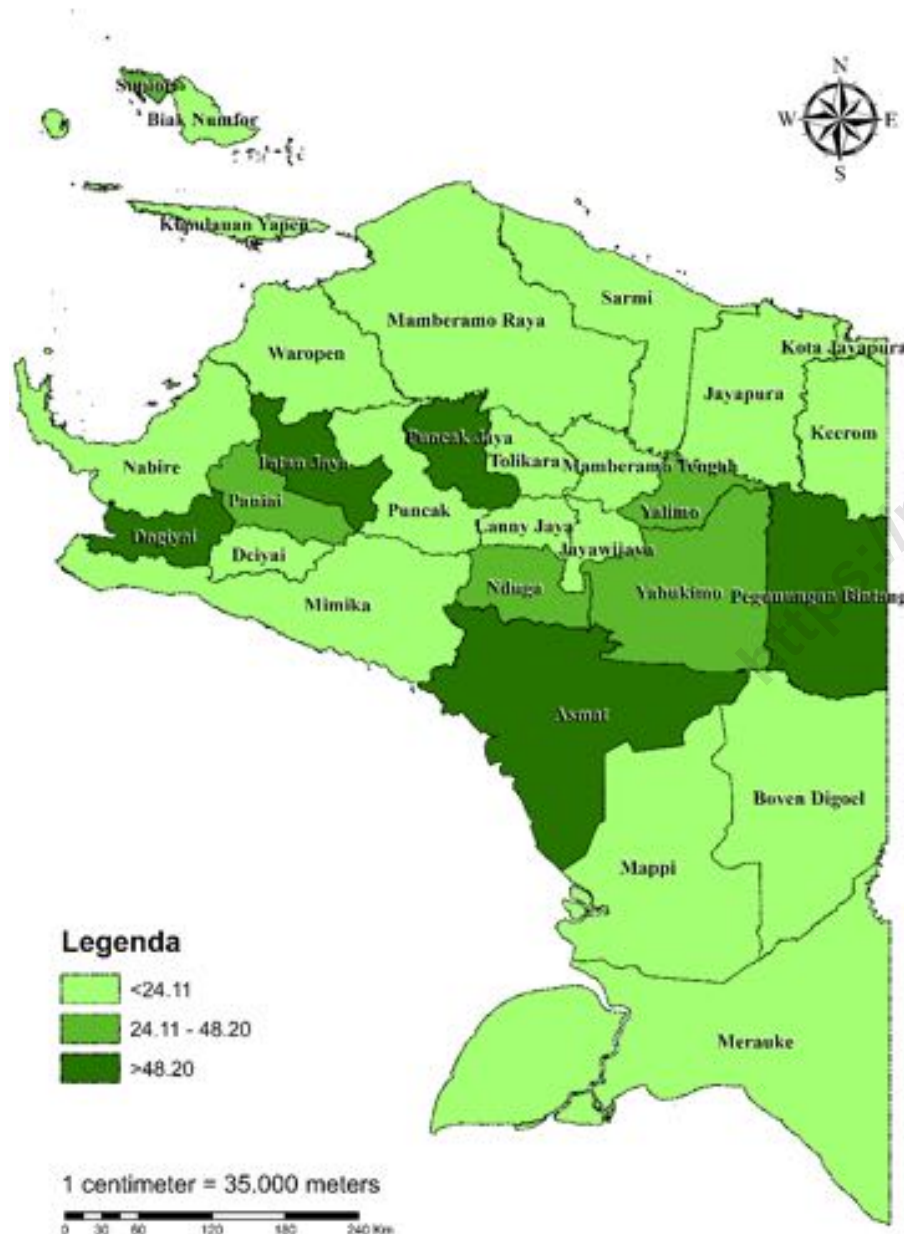 N
W E
S
Supiori
Biak Numfor
Kepulauan Yapen
Sarmi
Mamberamo Raya
Kota Jayapura
Waropen
Jayapura
Keerom
Puncak Jaya
Intan Jaya
Tolikara
Mamberamo Tengah
Nabire
Paniai
Puncak
Yalimo
Lanny Jaya
Dogiyai
Jayawijaya
Deiyai
Nduga
Yahukimo
Pegunungan Bintang
Mimika
Asmat
Boven Digoel
Mappi
Legenda
<24.11
24.11 - 48.20
>48.20
Merauke
1 centimeter = 35.000 meters
0 30 60 120 180 240 Km
https://